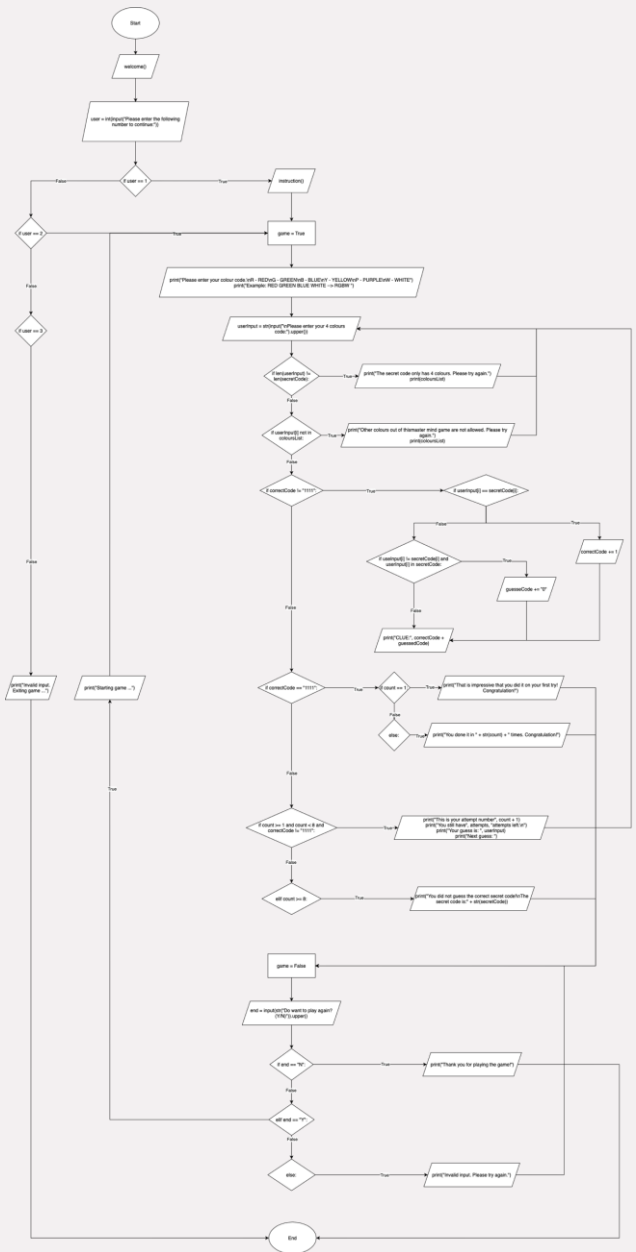 Start
welcome()
user = int(input("Please enter the following
number to continue:"))
if user == 1
False
True
instruction()
if user == 2
True
game = True
False
print("Please enter your colour code \nR - RED\nG - GREEN\nB - BLUE\nY - YELLOW\nP - PURPLE\nW - WHITE")
print("Example: RED GREEN BLUE WHITE -> RGBW ")
if user == 3
userInput = str(input("\nPlease enter your 4 colours
code:").upper())
if len(userInput) !=
len(secretCode):
True
print("The secret code only has 4 colours. Please try again.")
print(coloursList)
False
if userInput[i] not in
coloursList:
True
print("Other colours out of thismaster mind game are not allowed. Please try
again.")
print(coloursList)
False
if correctCode != "1111":
True
if userInput[i] == secretCode[i]:
False
True
if userInput[i] != secretCode[i] and
userInput[i] in secretCode:
True
correctCode += 1
guessCode += "0"
False
False
False
print("CLUE:", correctCode +
guessedCode)
print("Invalid input.
Exiting game ...")
print("Starting game ...")
if correctCode == "1111":
True
if count == 1
True
print("That is impressive that you did it on your first try!
Congratulation!")
False
else:
True
print("You done it in " + str(count) + " times. Congratulation!")
False
True
if count >= 1 and count < 8 and
correctCode != "1111":
True
print("This is your attempt number", count + 1)
print("You still have", attempts, "attempts left \n")
print("Your guess is: ", userInput)
print("Next guess: ")
False
elif count >= 8:
True
print("You did not guess the correct secret code!\nThe
secret code is:" + str(secretCode))
game = False
end = input(str("Do want to play again?
(Y/N)")).upper()
if end == "N":
True
print("Thank you for playing the game!")
False
elif end == "Y":
False
else:
True
print("Invalid input. Please try again.")
End